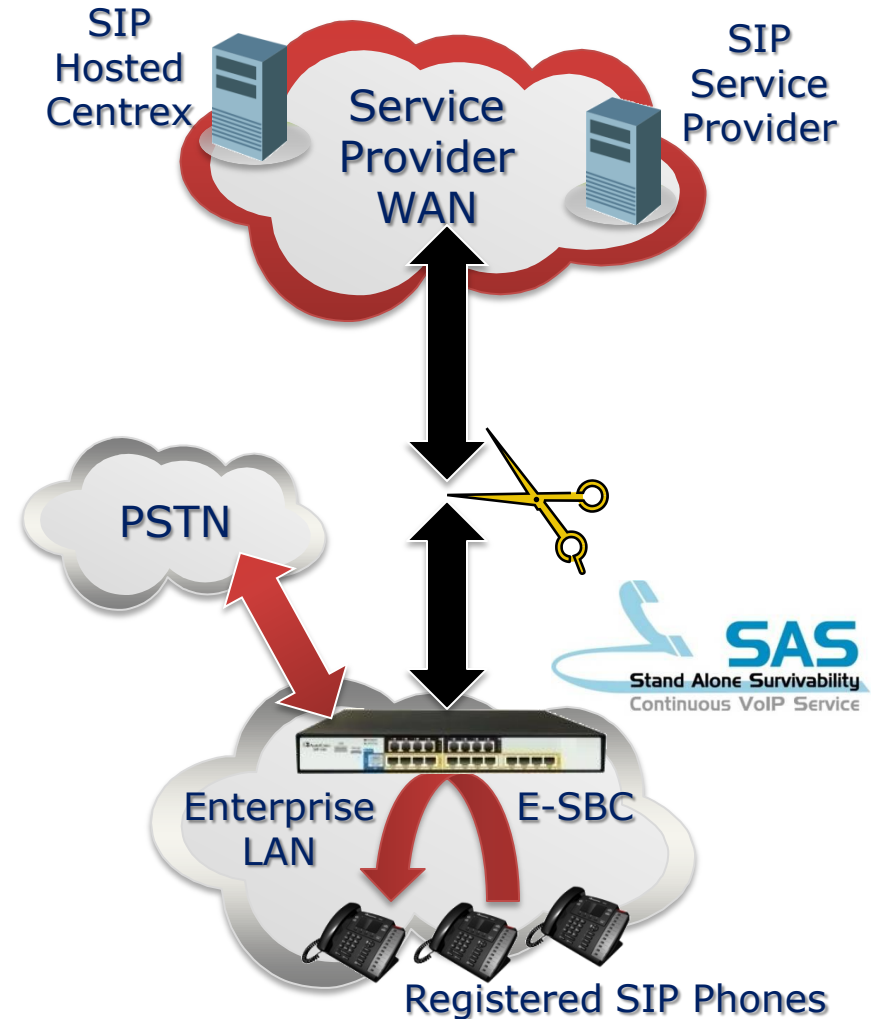 SIP
Hosted
Centrex
SIP
Service
Provider
Service
Provider
WAN
PSTN
SAS
Stand Alone Survivability
Continuous VoIP Service
Enterprise
LAN
E-SBC
Registered SIP Phones